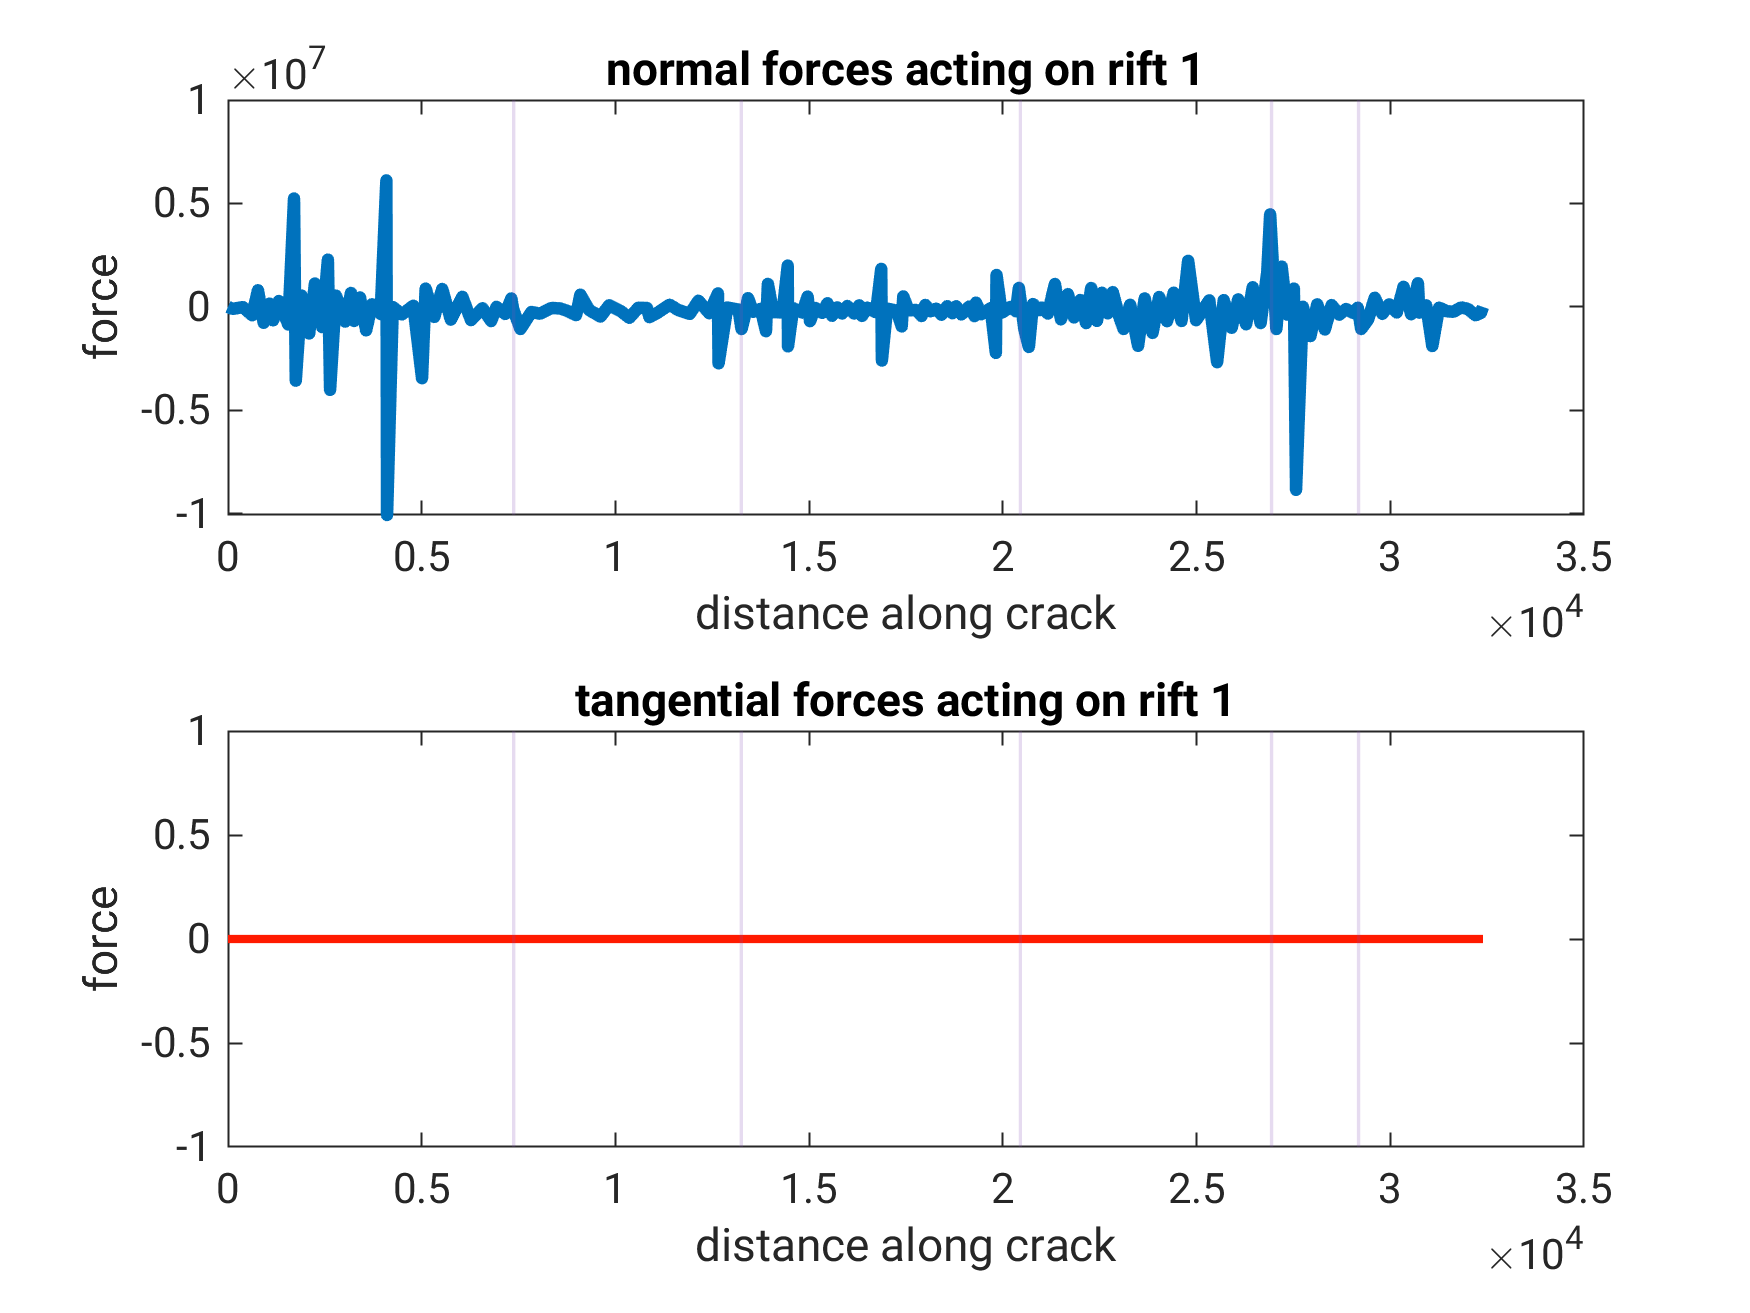 ×10^7
normal forces acting on rift 1
1
0.5
0
-0.5
-1
force
0 0.5 1 1.5 2 2.5 3 3.5
distance along crack
×10^4
tangential forces acting on rift 1
1
0.5
0
-0.5
-1
force
0 0.5 1 1.5 2 2.5 3 3.5
distance along crack
×10^4